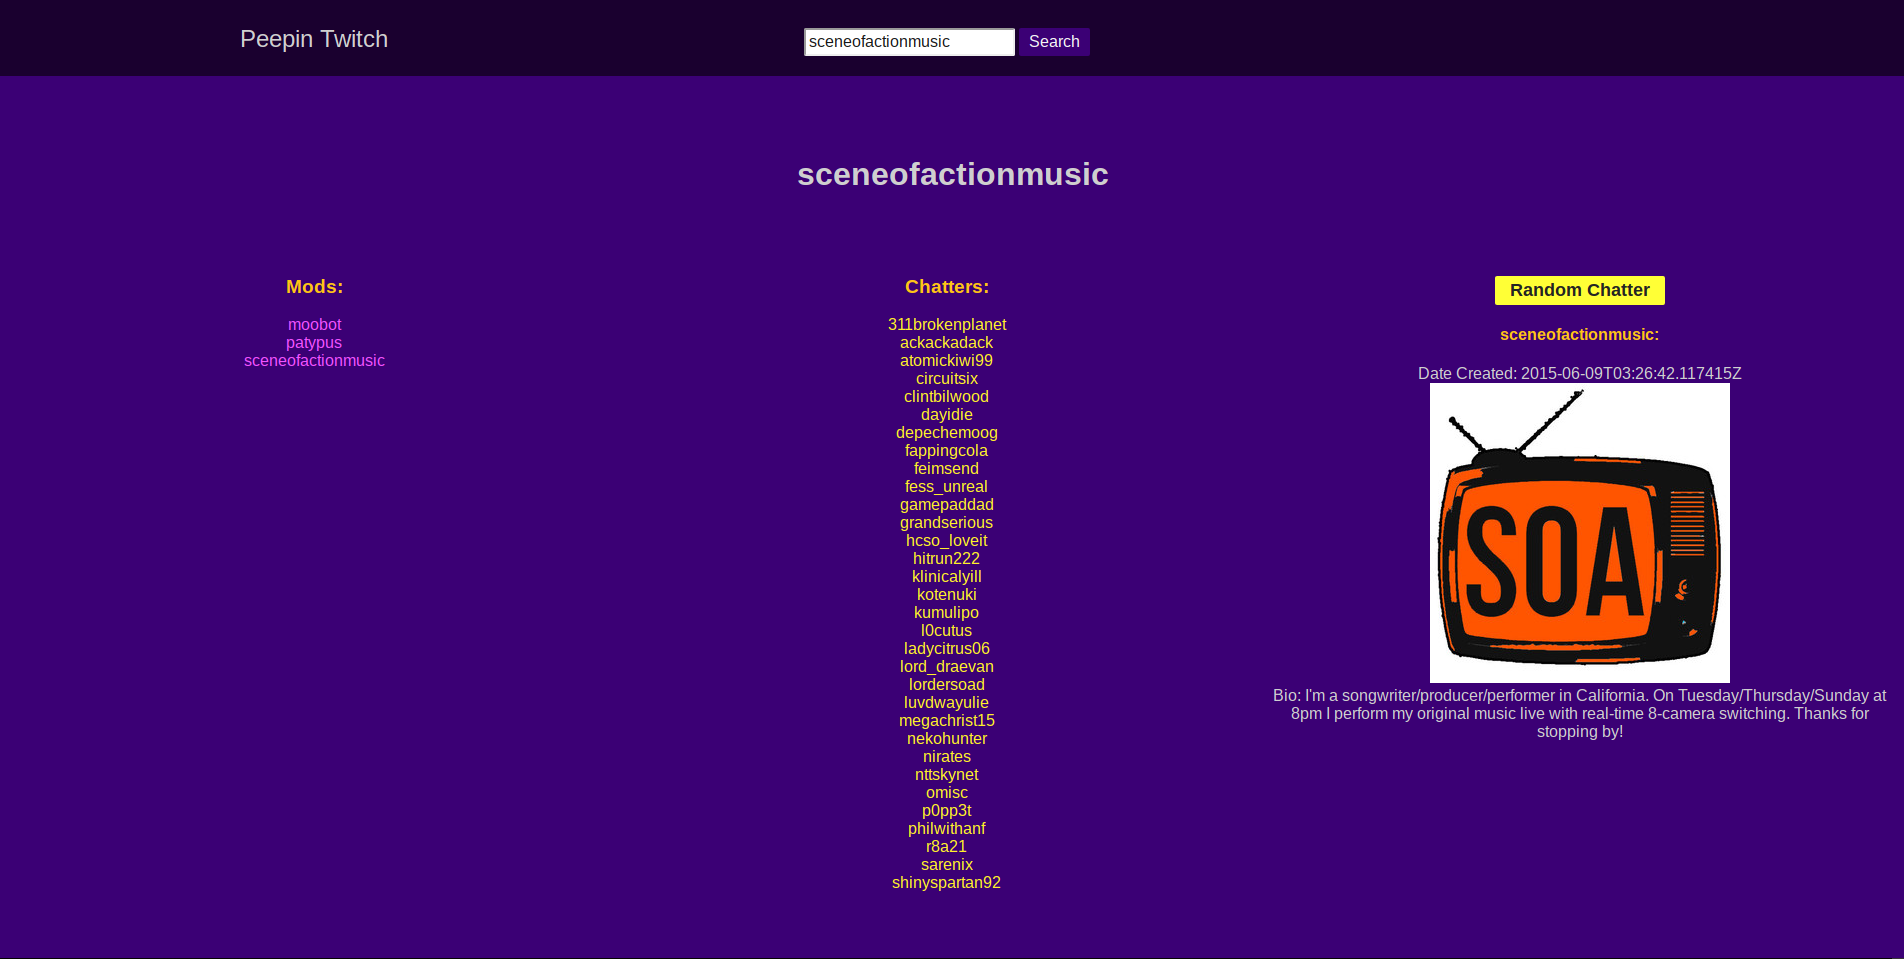 Peepin Twitch
sceneofactionmusic Search
sceneofactionmusic
Mods:
moobot
patypus
sceneofactionmusic
Chatters:
311brokenplanet
ackackadack
atomickiwi99
circuitsix
clintbilwood
dayidie
depechemoog
fappingcola
feimsend
fess_unreal
gamepaddad
grandserious
hcso_loveit
hitrun222
klinicalyill
kotenuki
kumulipo
l0cutus
ladycitrus06
lord_draevan
lordersoad
luvdwayulie
megachrist15
nekohunter
nirates
nttskynet
omisc
p0pp3t
philwithanf
r8a21
sarenix
shinyspartan92
Random Chatter
sceneofactionmusic:
Date Created: 2015-06-09T03:26:42.117415Z
SOA
Bio: I'm a songwriter/producer/performer in California. On Tuesday/Thursday/Sunday at
8pm I perform my original music live with real-time 8-camera switching. Thanks for
stopping by!